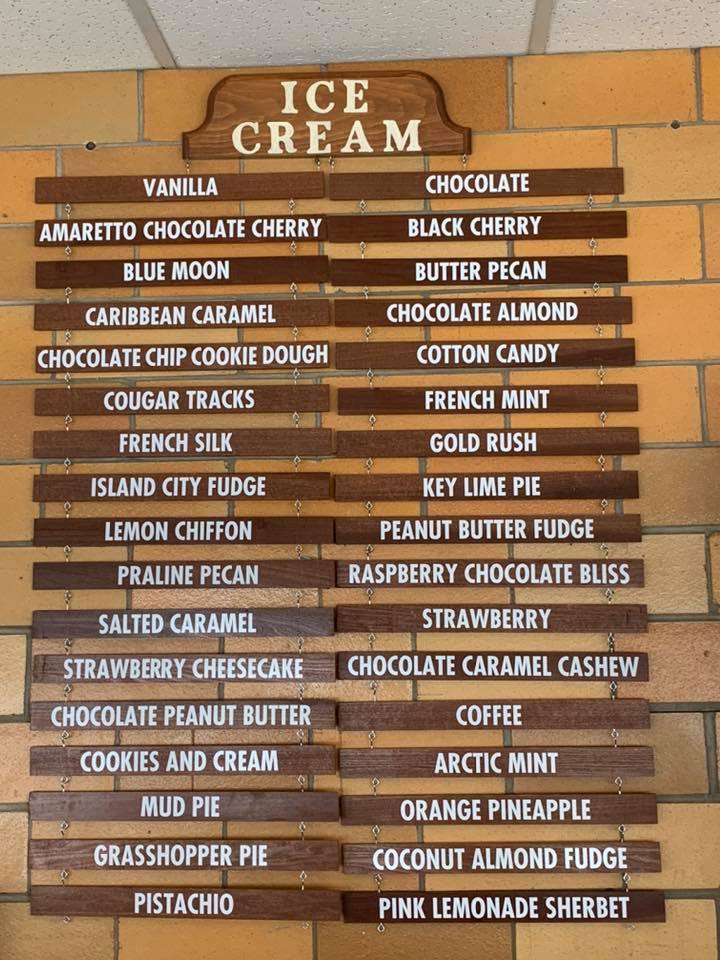 ICE
CREAM
VANILLA
CHOCOLATE
AMARETTO CHOCOLATE CHERRY
BLACK CHERRY
BLUE MOON
BUTTER PECAN
CARIBBEAN CARAMEL
CHOCOLATE ALMOND
CHOCOLATE CHIP COOKIE DOUGH
COTTON CANDY
COUGAR TRACKS
FRENCH MINT
FRENCH SILK
GOLD RUSH
ISLAND CITY FUDGE
KEY LIME PIE
LEMON CHIFFON
PEANUT BUTTER FUDGE
PRALINE PECAN
RASPBERRY CHOCOLATE BLISS
SALTED CARAMEL
STRAWBERRY
STRAWBERRY CHEESECAKE
CHOCOLATE CARAMEL CASHEW
CHOCOLATE PEANUT BUTTER
COFFEE
COOKIES AND CREAM
ARCTIC MINT
MUD PIE
ORANGE PINEAPPLE
GRASSHOPPER PIE
COCONUT ALMOND FUDGE
PISTACHIO
PINK LEMONADE SHERBET